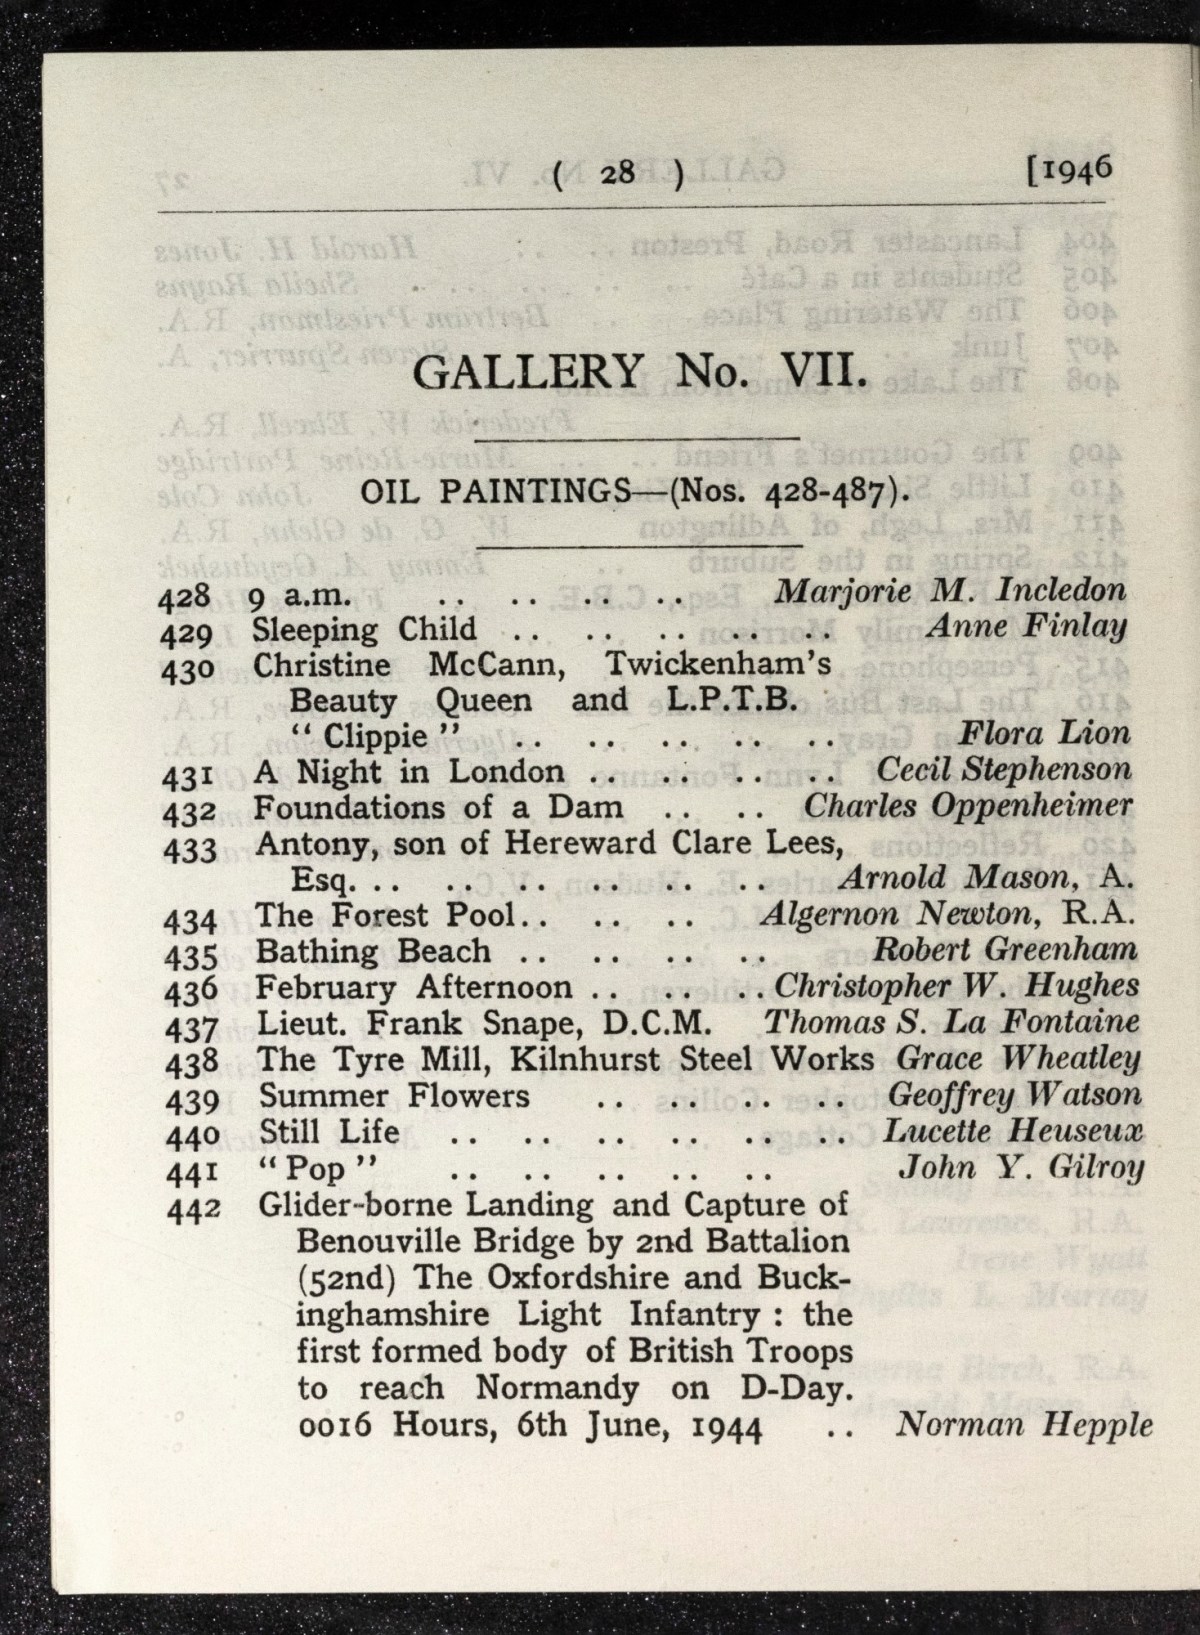 ( 28 ) [1946
GALLERY No. VII.
OIL PAINTINGS—(Nos. 428-487).
428 9 a.m. .. .. .. .. Marjorie M. Incledon
429 Sleeping Child .. .. .. .. .. Anne Finlay
430 Christine McCann, Twickenham's
Beauty Queen and L.P.T.B.
“ Clippie ” .. .. .. .. .. Flora Lion
431 A Night in London .. .. .. .. Cecil Stephenson
432 Foundations of a Dam .. .. Charles Oppenheimer
433 Antony, son of Hereward Clare Lees,
Esq. .. .. .. .. .. .. Arnold Mason, A.
434 The Forest Pool .. .. .. Algernon Newton, R.A.
435 Bathing Beach .. .. .. .. Robert Greenham
436 February Afternoon .. .. .. Christopher W. Hughes
437 Lieut. Frank Snape, D.C.M. Thomas S. La Fontaine
438 The Tyre Mill, Kilnhurst Steel Works Grace Wheatley
439 Summer Flowers .. .. .. .. Geoffrey Watson
440 Still Life .. .. .. .. .. .. Lucette Heuseux
441 “ Pop ” .. .. .. .. .. John Y. Gilroy
442 Glider-borne Landing and Capture of
Benouville Bridge by 2nd Battalion
(52nd) The Oxfordshire and Buck-
inghamshire Light Infantry : the
first formed body of British Troops
to reach Normandy on D-Day.
0016 Hours, 6th June, 1944 .. Norman Hepple